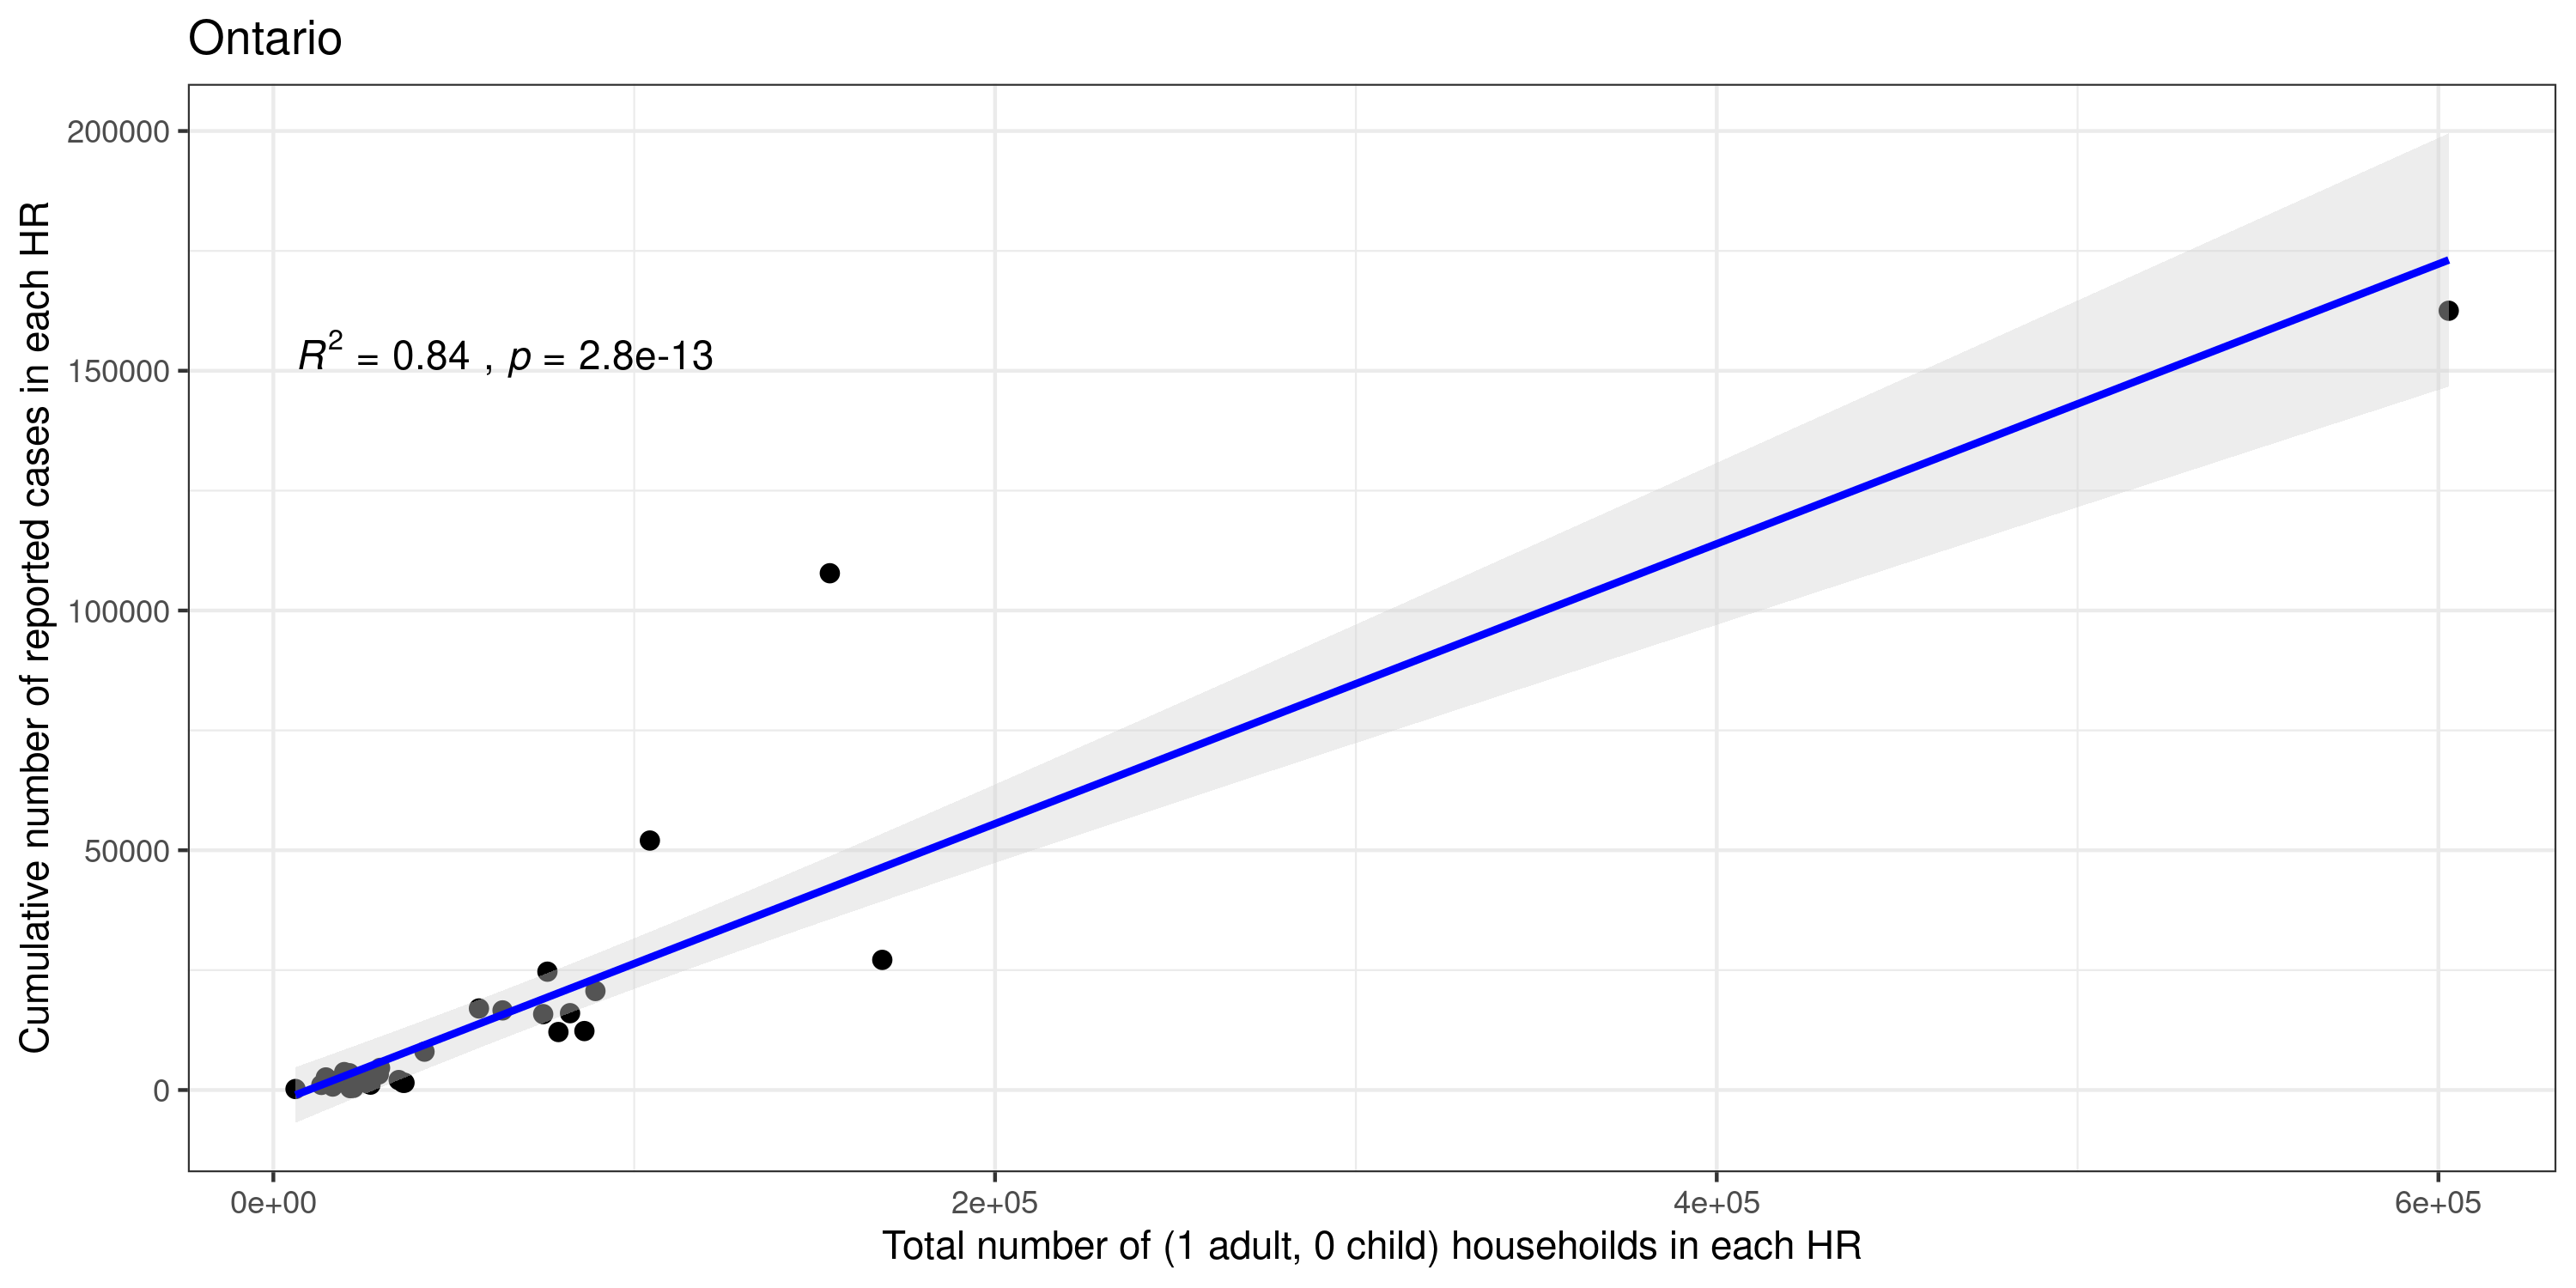 Ontario
Cumulative number of reported cases in each HR
200000
150000
100000
50000
0
R² = 0.84 , p = 2.8e-13
0e+00
2e+05
4e+05
6e+05
Total number of (1 adult, 0 child) househoilds in each HR